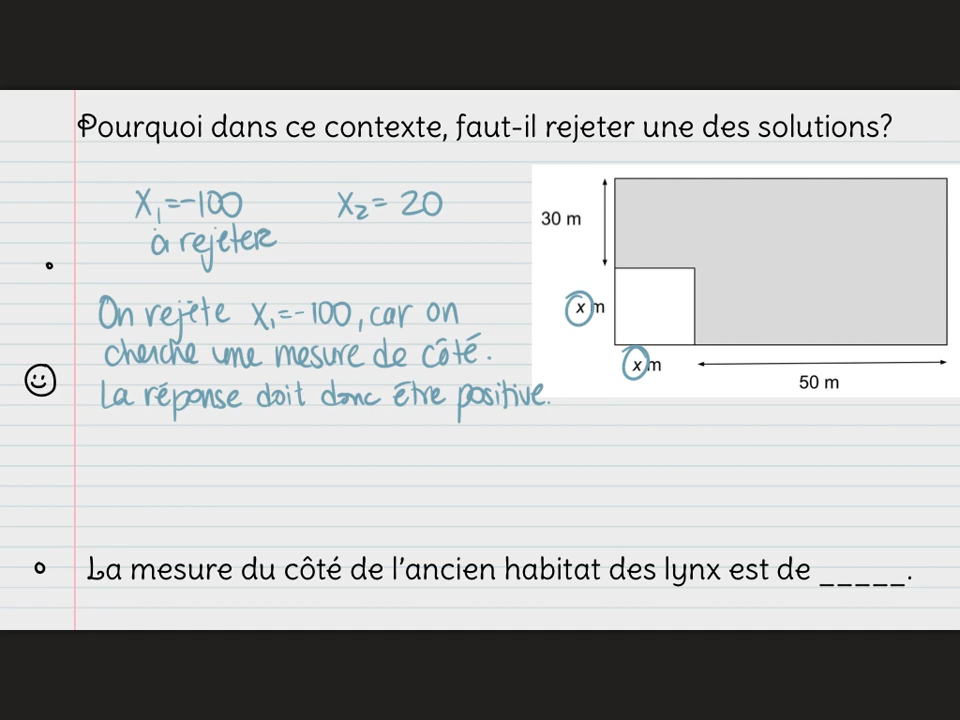 Pourquoi dans ce contexte, faut-il rejeter une des solutions?
x₁=-100 x₂= 20
à rejeter
30 m
On rejète x₁=-100, car on
x m
cherche une mesure de côté.
x m
50 m
La réponse doit donc être positive.
La mesure du côté de l'ancien habitat des lynx est de _____.